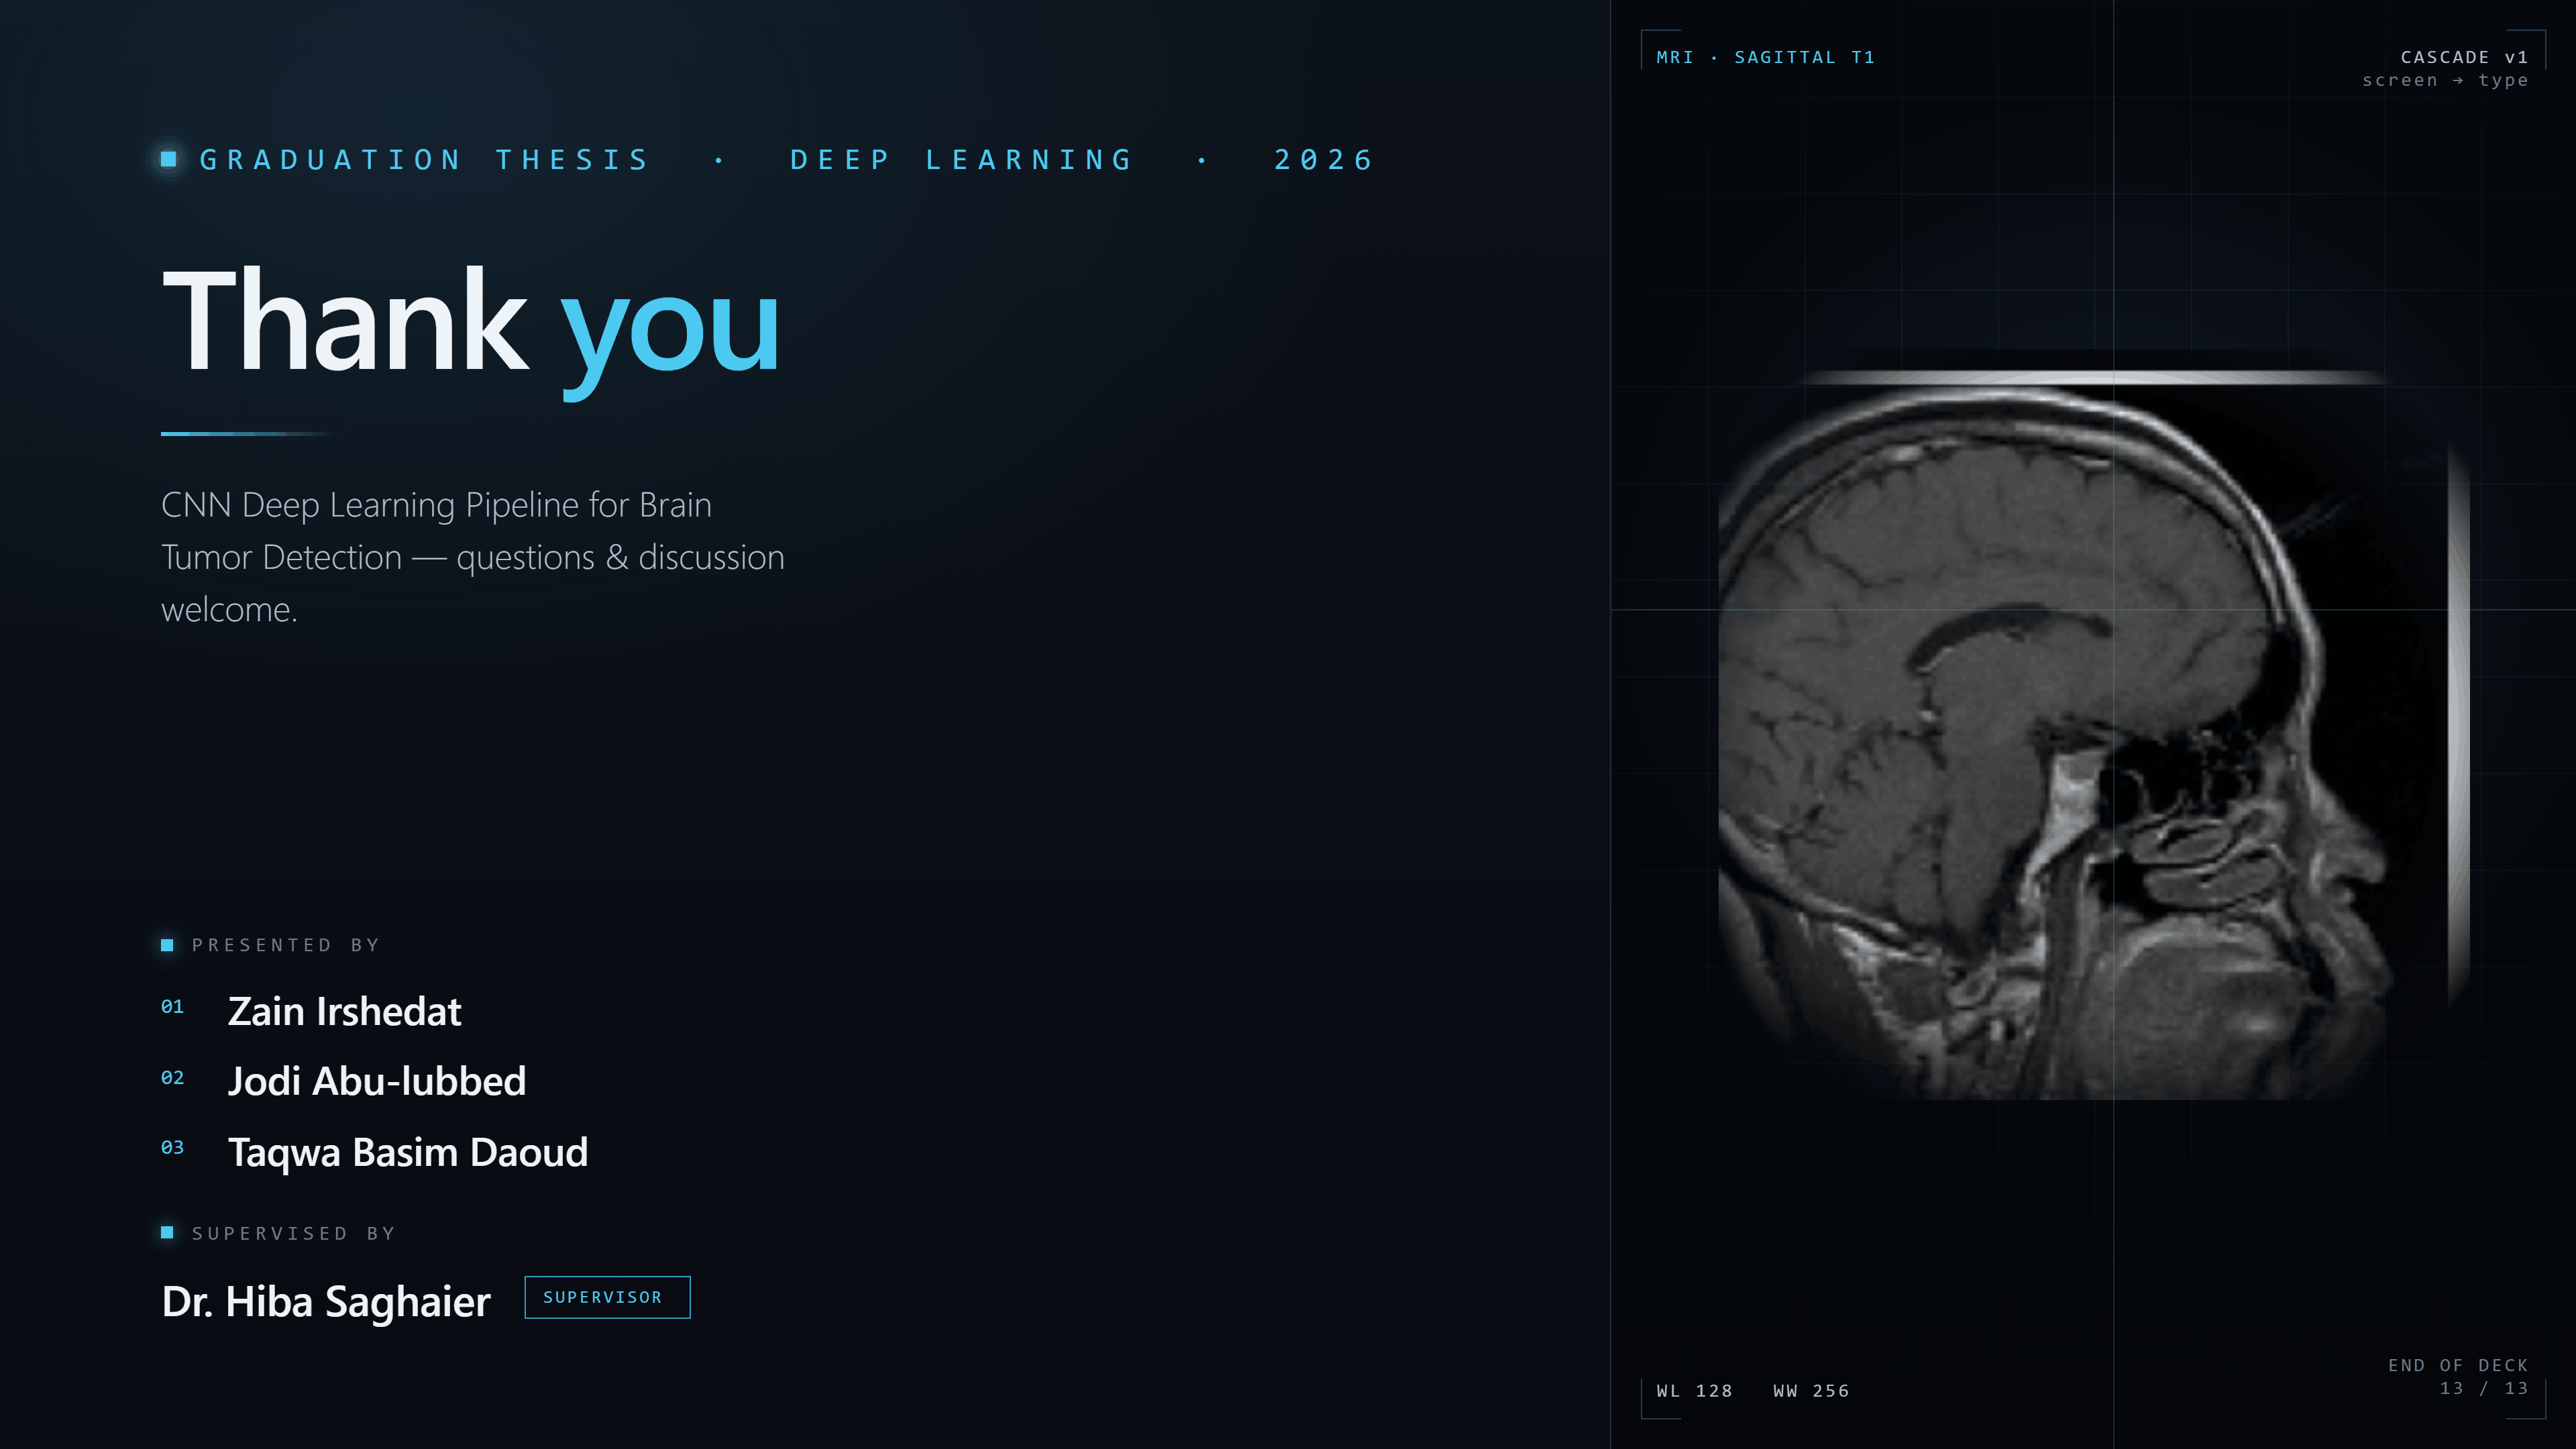 GRADUATION THESIS · DEEP LEARNING · 2026
Thank you
CNN Deep Learning Pipeline for Brain
Tumor Detection — questions & discussion
welcome.
PRESENTED BY
01 Zain Irshedat
02 Jodi Abu-lubbed
03 Taqwa Basim Daoud
SUPERVISED BY
Dr. Hiba Saghaier SUPERVISOR
MRI · SAGITTAL T1
CASCADE v1
screen → type
WL 128 WW 256
END OF DECK
13 / 13